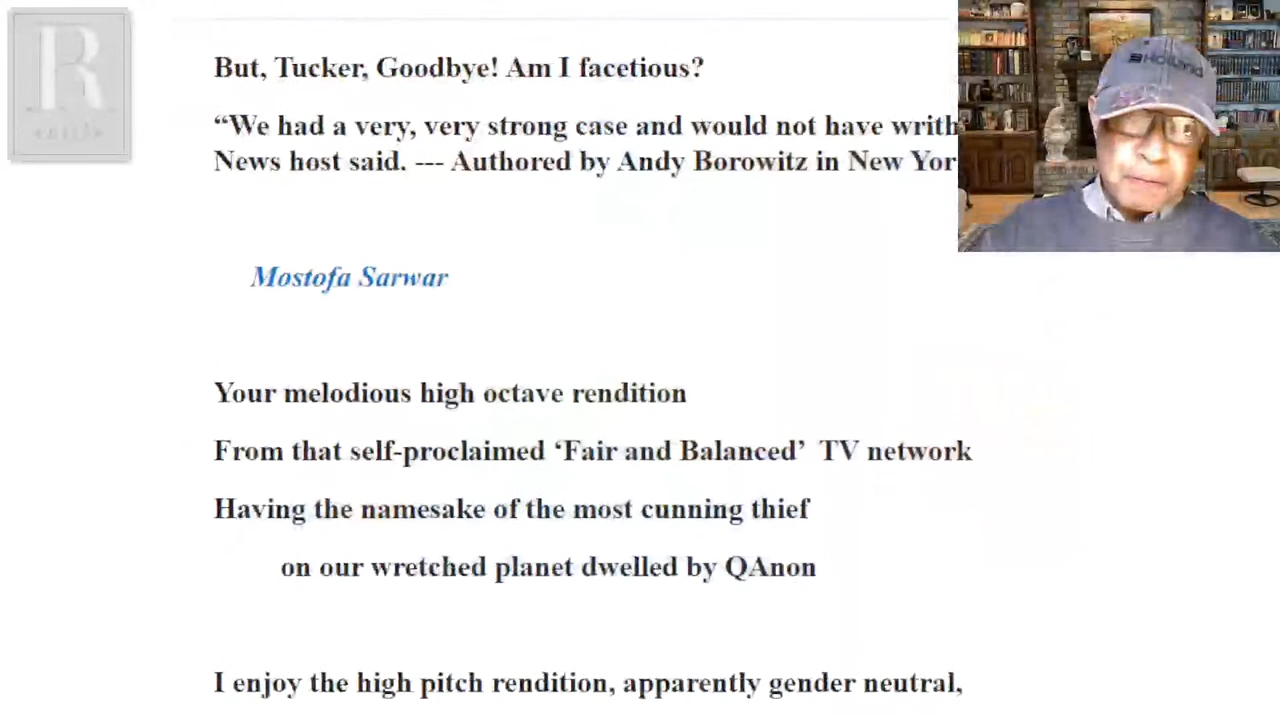 R
But, Tucker, Goodbye! Am I facetious?
“We had a very, very strong case and would not have writh
News host said. --- Authored by Andy Borowitz in New Yor
Holland
Mostofa Sarwar
Your melodious high octave rendition
From that self-proclaimed ‘Fair and Balanced’ TV network
Having the namesake of the most cunning thief
on our wretched planet dwelled by QAnon
I enjoy the high pitch rendition, apparently gender neutral,